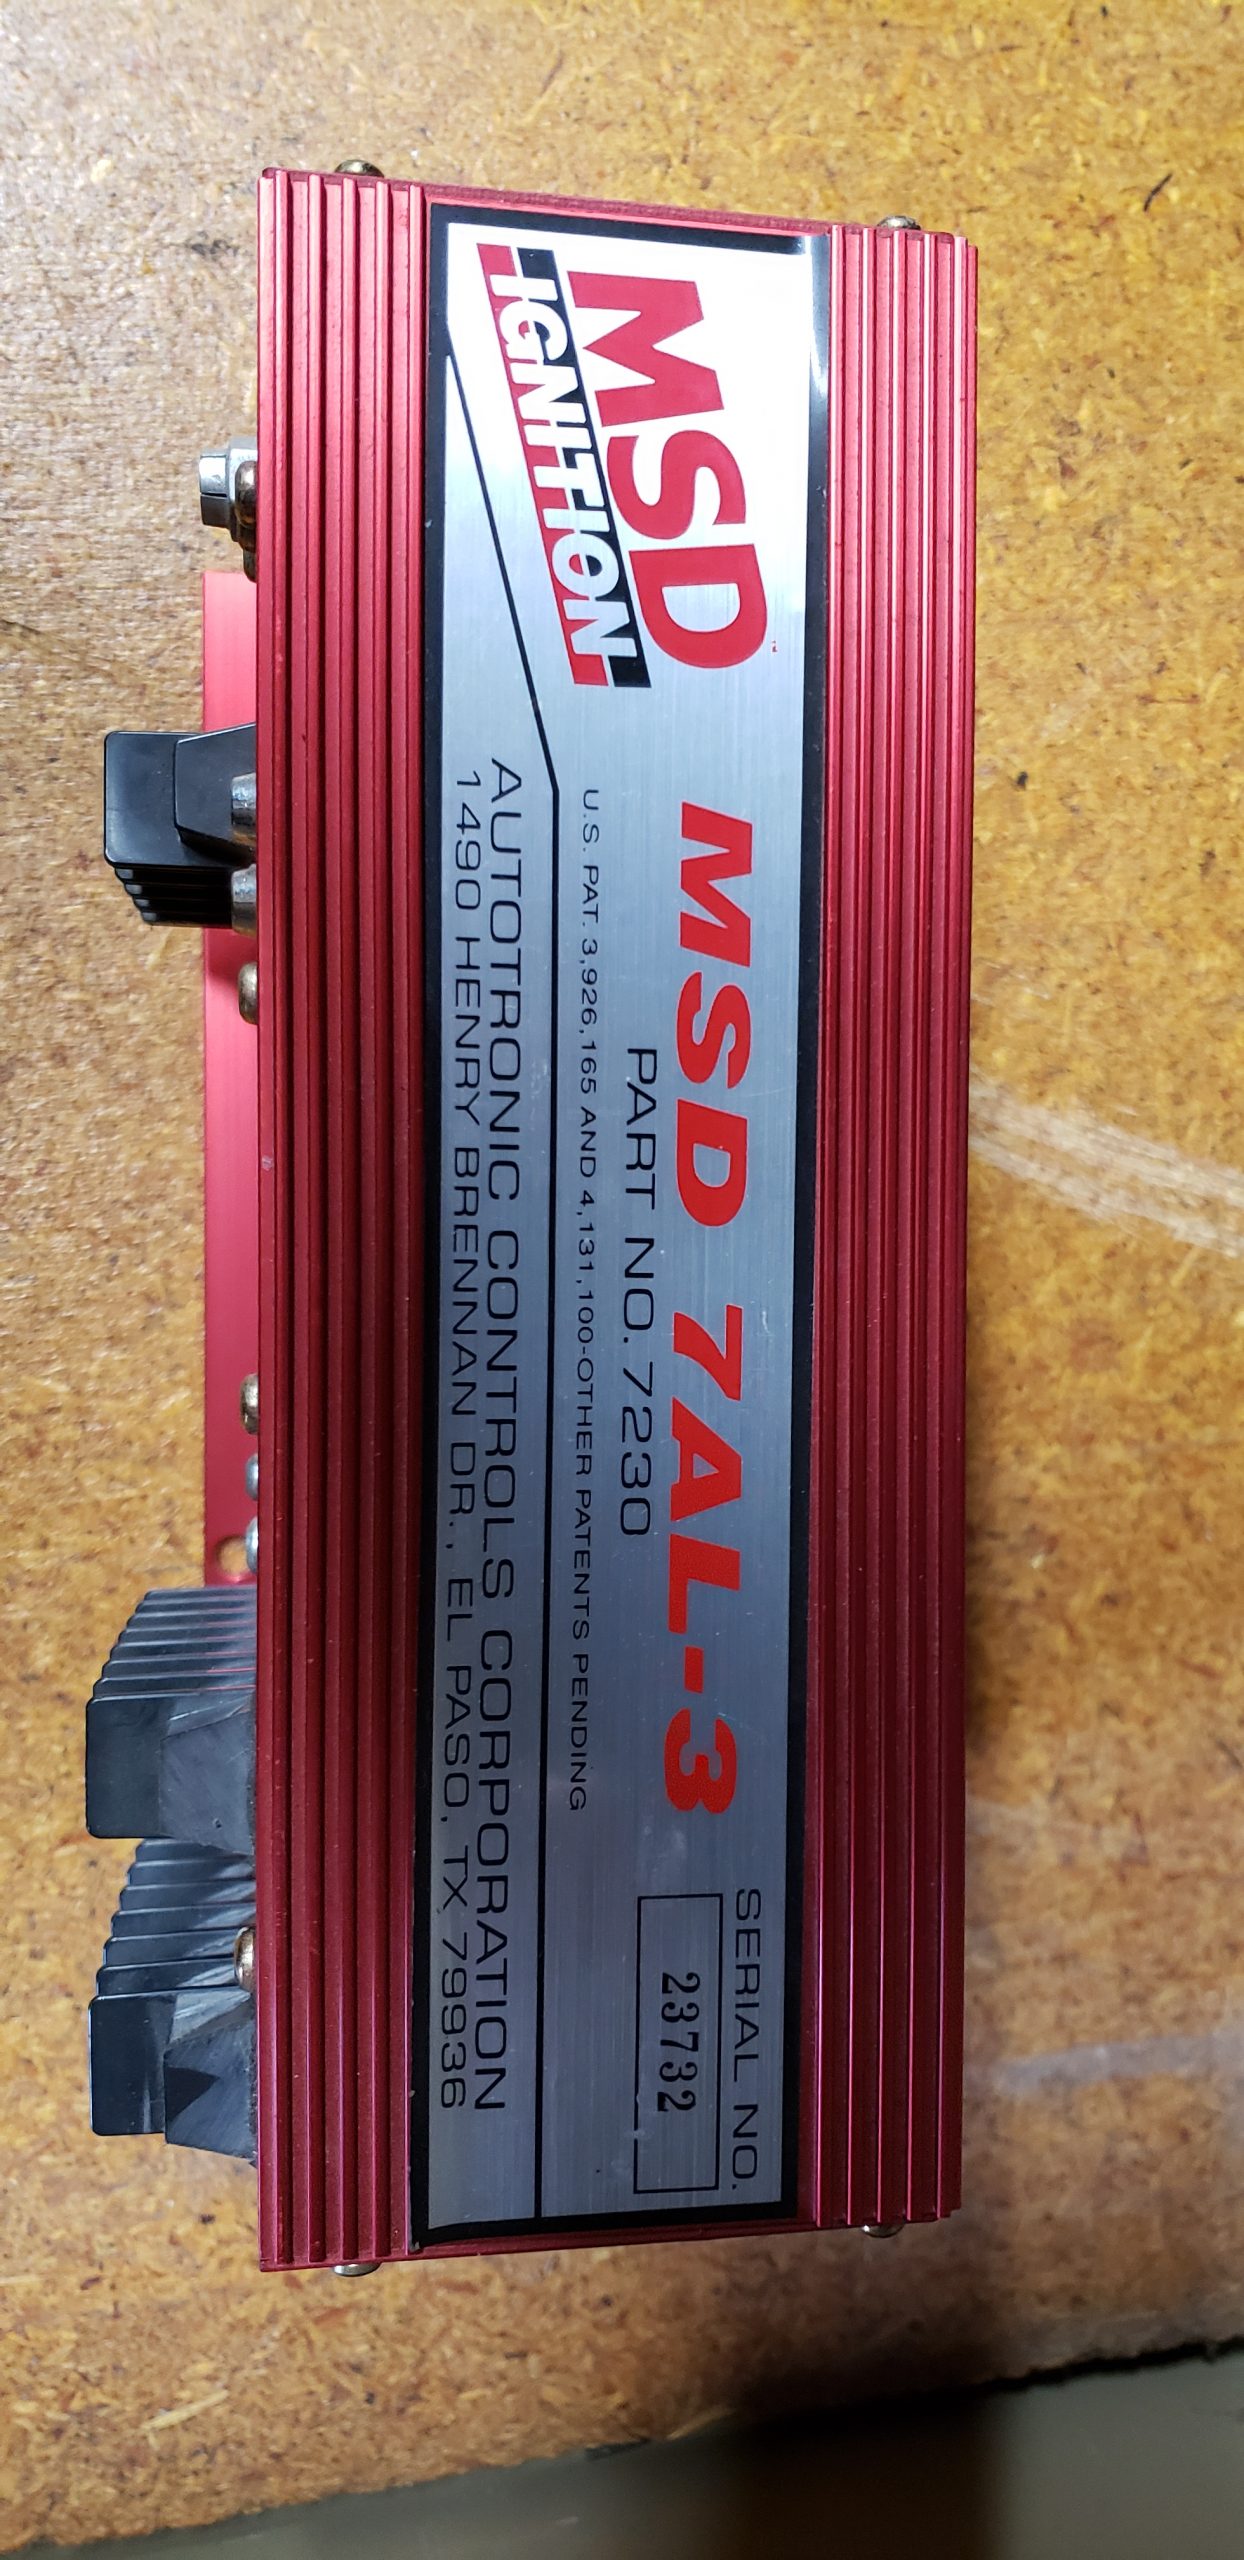 MSD™
IGNITION
MSD 7AL-3
PART NO. 7230
U.S. PAT. 3,926,165 AND 4,131,100-OTHER PATENTS PENDING
SERIAL NO.
23732
AUTOTRONIC CONTROLS CORPORATION
1490 HENRY BRENNAN DR., EL PASO, TX 79936